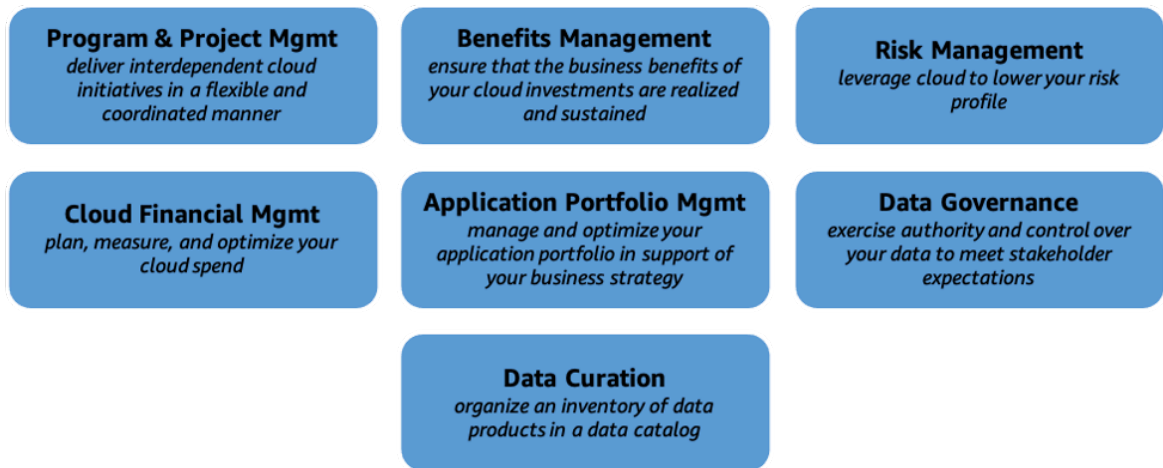 Program & Project Mgmt
deliver interdependent cloud
initiatives in a flexible and
coordinated manner
Benefits Management
ensure that the business benefits of
your cloud investments are realized
and sustained
Risk Management
leverage cloud to lower your risk
profile
Cloud Financial Mgmt
plan, measure, and optimize your
cloud spend
Application Portfolio Mgmt
manage and optimize your
application portfolio in support of
your business strategy
Data Governance
exercise authority and control over
your data to meet stakeholder
expectations
Data Curation
organize an inventory of data
products in a data catalog